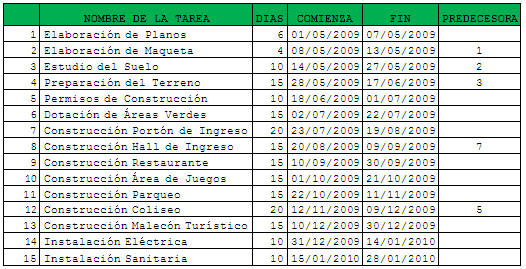 NOMBRE DE LA TAREA DIAS COMIENSA FIN PREDECESORA
1 Elaboración de Planos 6 01/05/2009 07/05/2009
2 Elaboración de Maqueta 4 08/05/2009 13/05/2009 1
3 Estudio del Suelo 10 14/05/2009 27/05/2009 2
4 Preparación del Terreno 15 28/05/2009 17/06/2009 3
5 Permisos de Construcción 10 18/06/2009 01/07/2009
6 Dotación de Áreas Verdes 15 02/07/2009 22/07/2009
7 Construcción Portón de Ingreso 20 23/07/2009 19/08/2009
8 Construcción Hall de Ingreso 15 20/08/2009 09/09/2009 7
9 Construcción Restaurante 15 10/09/2009 30/09/2009
10 Construcción Área de Juegos 15 01/10/2009 21/10/2009
11 Construcción Parqueo 15 22/10/2009 11/11/2009
12 Construcción Coliseo 20 12/11/2009 09/12/2009 5
13 Construcción Malecón Turístico 15 10/12/2009 30/12/2009
14 Instalación Eléctrica 10 31/12/2009 14/01/2010
15 Instalación Sanitaria 10 15/01/2010 28/01/2010